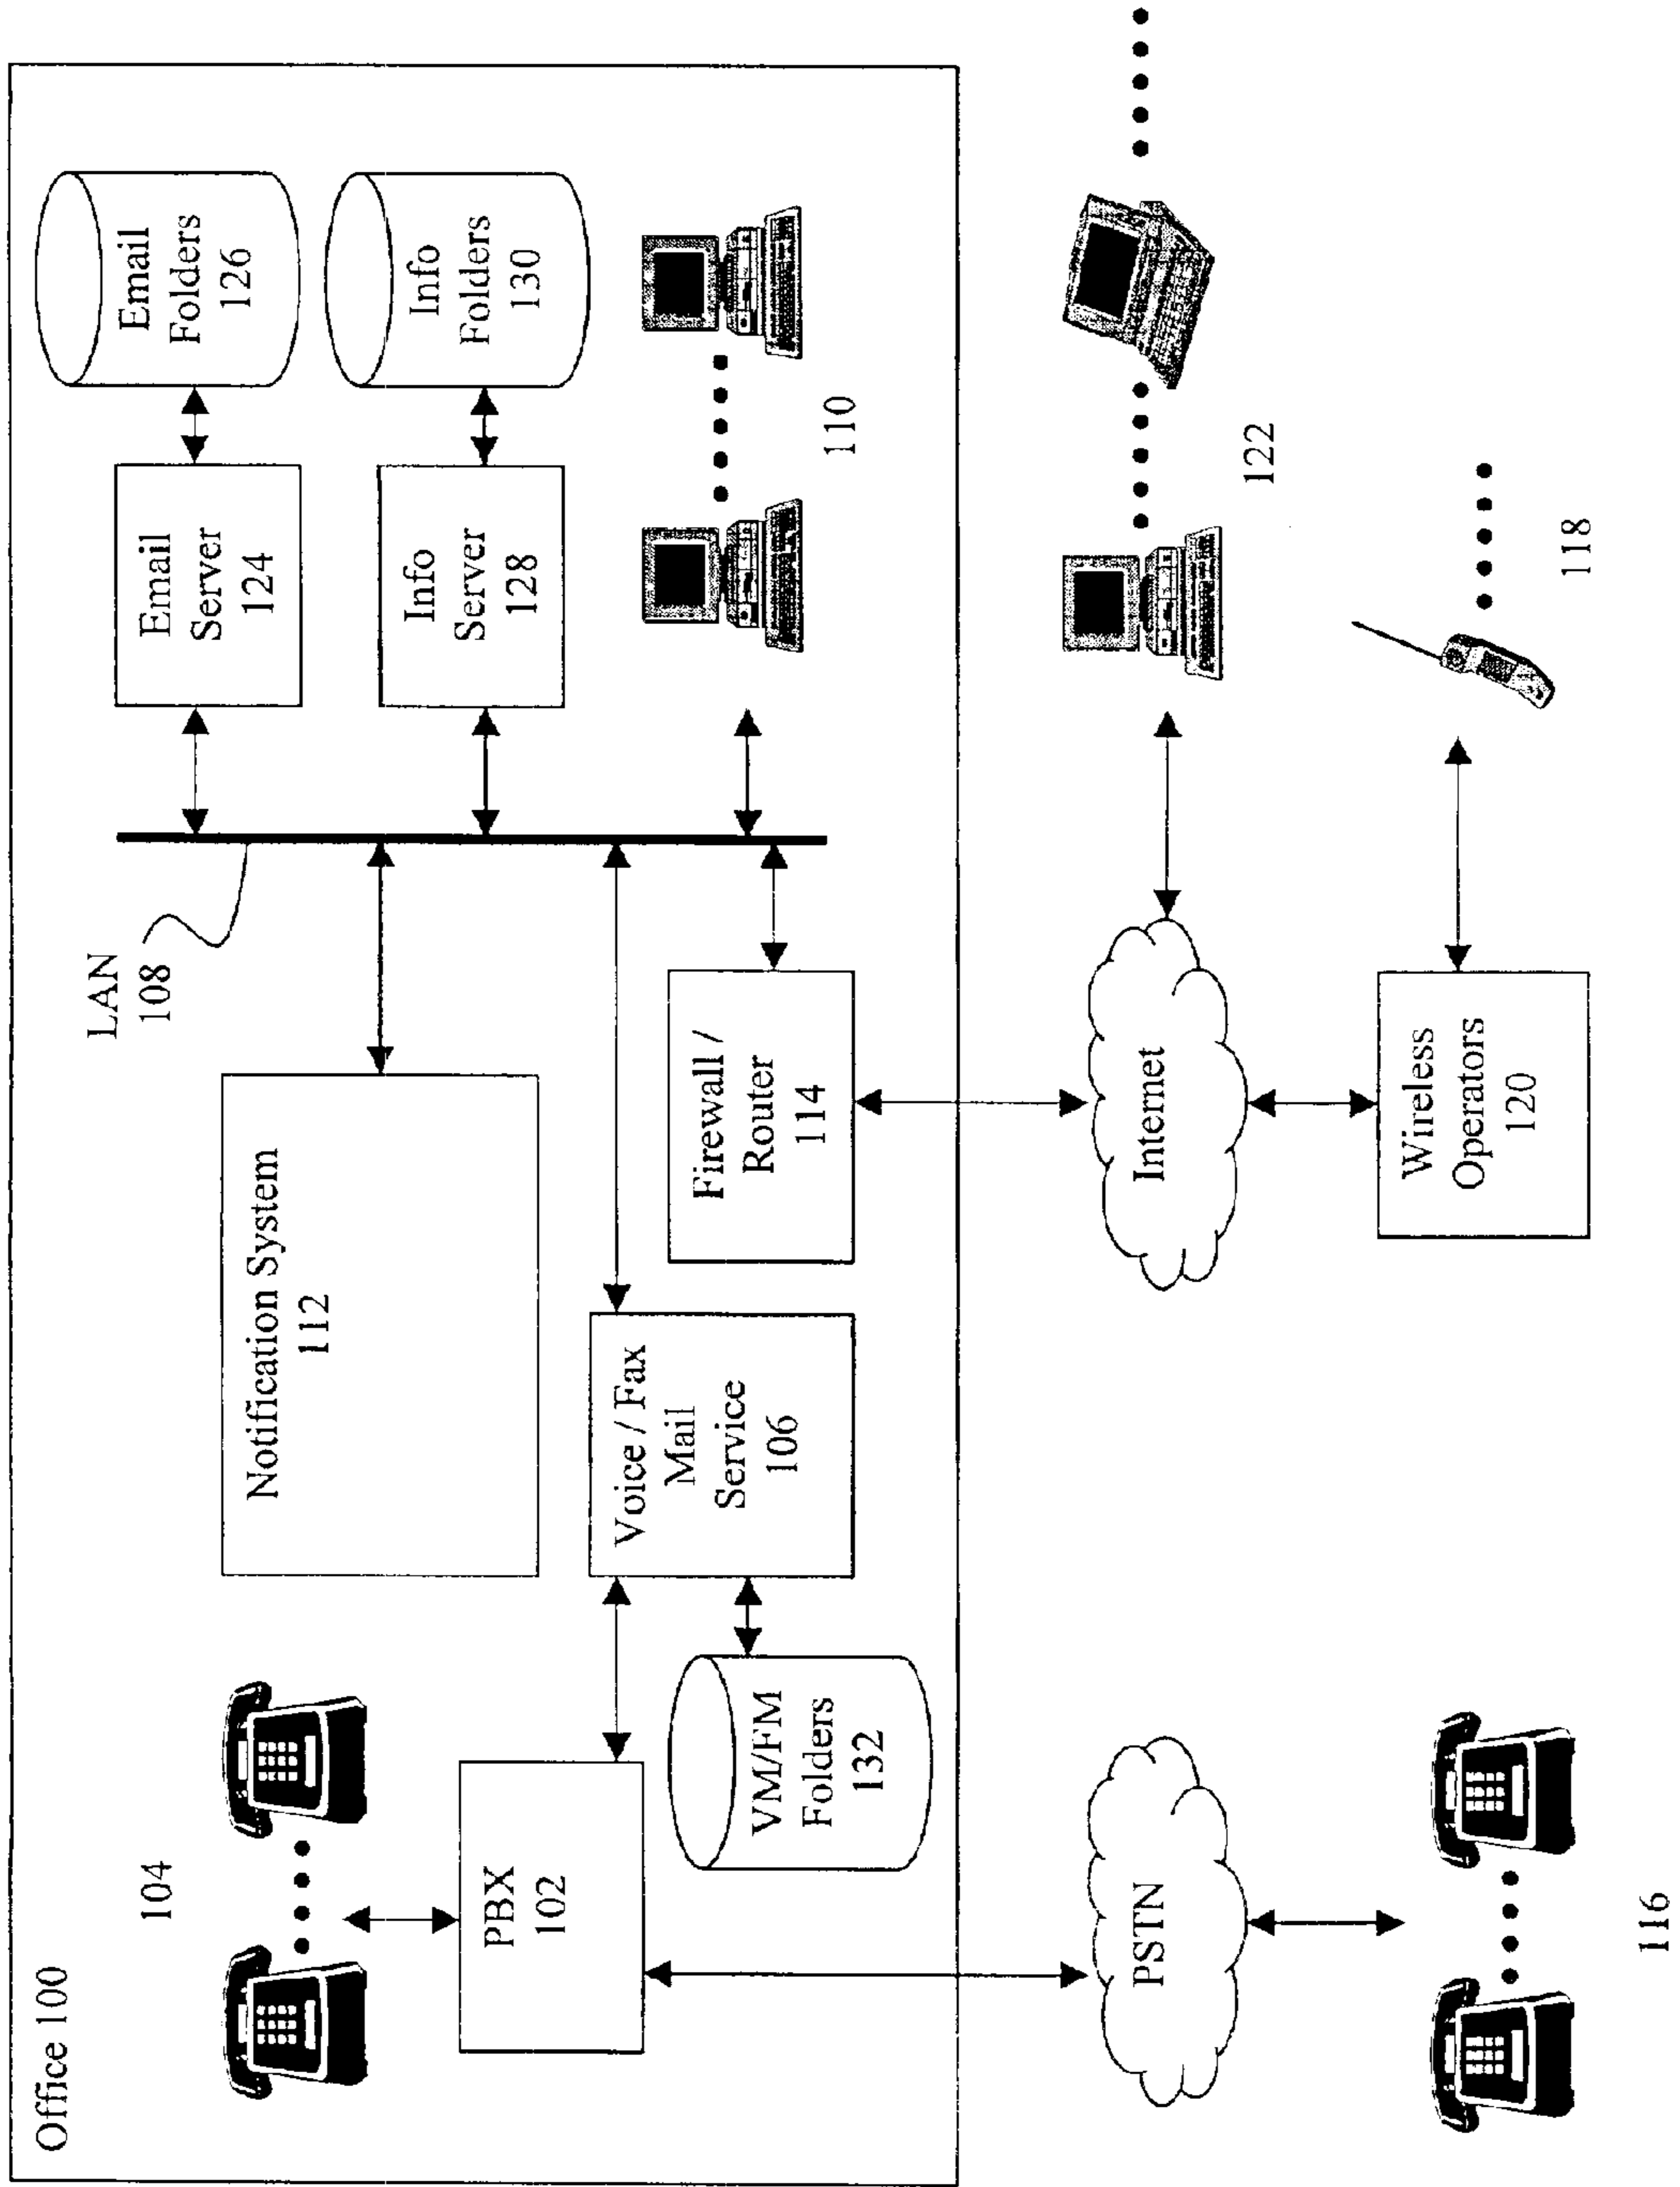 Office 100
104
PBX
102
VM/FM
Folders
132
Notification System
112
Voice / Fax
Mail
Service
106
LAN
108
Firewall /
Router
114
Email
Server
124
Email
Folders
126
Info
Server
128
Info
Folders
130
110
PSTN
116
Internet
122
Wireless
Operators
120
118